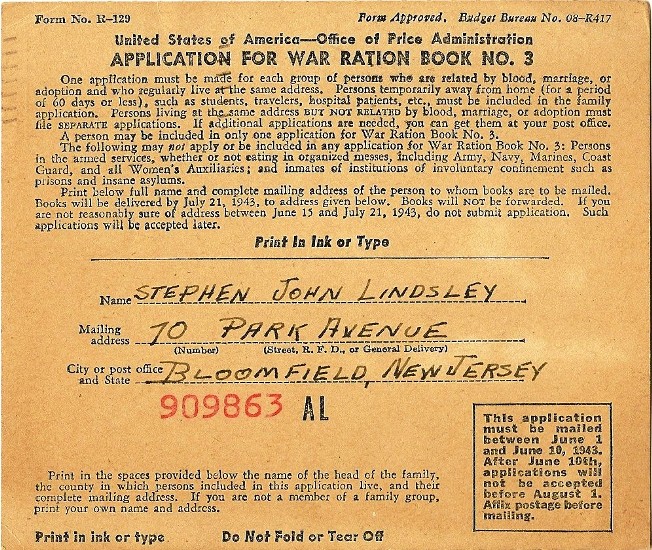 Form No. R-129 Form Approved. Budget Bureau No. 08-R417
United States of America—Office of Price Administration
APPLICATION FOR WAR RATION BOOK NO. 3
One application must be made for each group of persons who are related by blood, marriage, or
adoption and who regularly live at the same address. Persons temporarily away from home (for a period
of 60 days or less), such as students, travelers, hospital patients, etc., must be included in the family
application. Persons living at the same address BUT NOT RELATED by blood, marriage, or adoption must
file SEPARATE applications. If additional applications are needed, you can get them at your post office.
A person may be included in only one application for War Ration Book No. 3.
The following may not apply or be included in any application for War Ration Book No. 3: Persons
in the armed services, whether or not eating in organized messes, including Army, Navy, Marines, Coast
Guard, and all Women's Auxiliaries; and inmates of institutions of involuntary confinement such as
prisons and insane asylums.
Print below full name and complete mailing address of the person to whom books are to be mailed.
Books will be delivered by July 21, 1943, to address given below. Books will NOT be forwarded. If you
are not reasonably sure of address between June 15 and July 21, 1943, do not submit application. Such
applications will be accepted later.
Print In Ink or Type
Name STEPHEN JOHN LINDSLEY
Mailing address 70 PARK AVENUE
(Number) (Street, R. F. D., or General Delivery)
City or post office and State BLOOMFIELD, NEW JERSEY
909863 AL
This application
must be mailed
between June 1
and June 10, 1943.
After June 10th,
applications will
not be accepted
before August 1.
Affix postage before
mailing.
Print in the spaces provided below the name of the head of the family,
the county in which persons included in this application live, and their
complete mailing address. If you are not a member of a family group,
print your own name and address.
Print in ink or type Do Not Fold or Tear Off